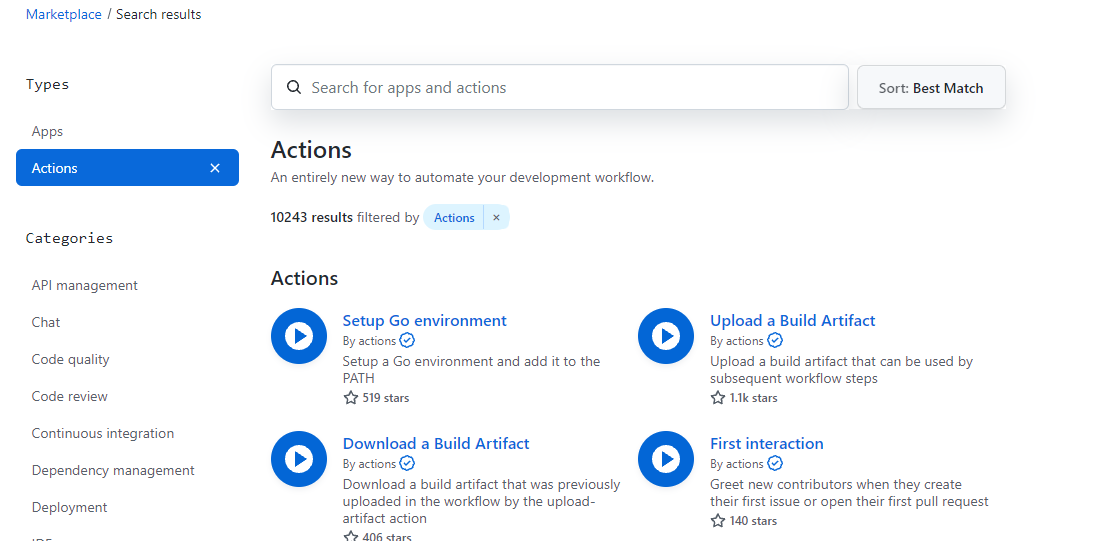 Marketplace / Search results
Types
Apps
Actions
Categories
API management
Chat
Code quality
Code review
Continuous integration
Dependency management
Deployment
Search for apps and actions
Sort: Best Match
Actions
An entirely new way to automate your development workflow.
10243 results filtered by Actions ×
Actions
Setup Go environment
By actions
Setup a Go environment and add it to the
PATH
519 stars
Upload a Build Artifact
By actions
Upload a build artifact that can be used by
subsequent workflow steps
1.1k stars
Download a Build Artifact
By actions
Download a build artifact that was previously
uploaded in the workflow by the upload-
artifact action
406 stars
First interaction
By actions
Greet new contributors when they create
their first issue or open their first pull request
140 stars